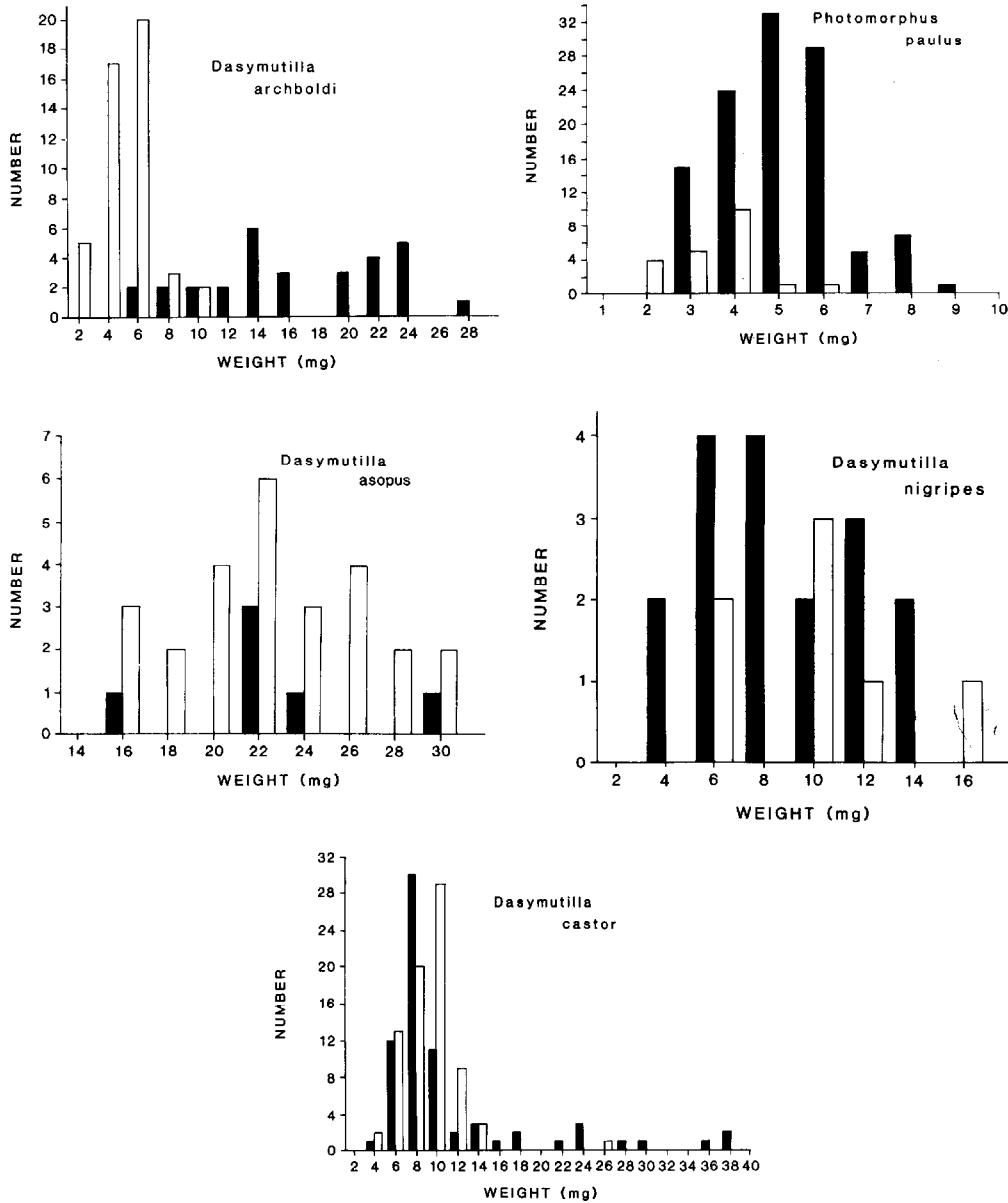 20
18
16
14
12
10
8
6
4
2
0
NUMBER
Dasymutilla
archboldi
2 4 6 8 10 12 14 16 20 22 24 28
WEIGHT (mg)
32
28
24
20
16
12
8
4
0
NUMBER
Photomorphus
paulus
1 2 3 4 5 6 7 8 9 10
WEIGHT (mg)
7
6
5
4
3
2
1
0
NUMBER
Dasymutilla
asopus
14 16 18 20 22 24 26 28 30
WEIGHT (mg)
4
3
2
1
0
NUMBER
Dasymutilla
nigripes
2 4 6 8 10 12 14 16
WEIGHT (mg)
32
28
24
20
16
12
8
4
0
NUMBER
Dasymutilla
castor
2 4 6 8 10 12 14 16 18 20 22 24 26 28 30 32 34 36 38 40
WEIGHT (mg)